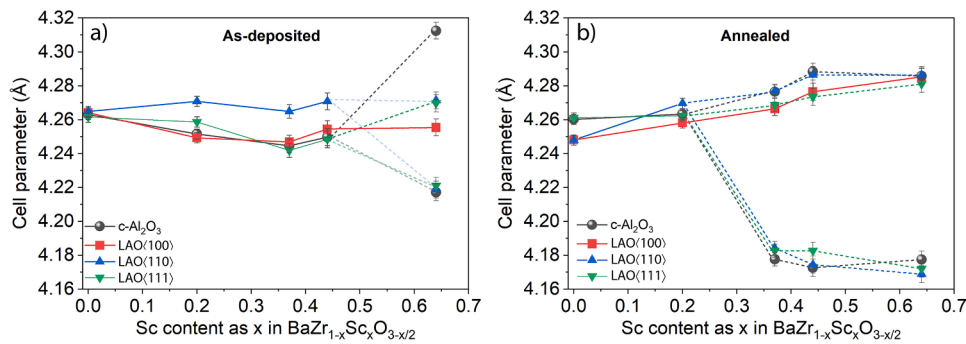 a)
As-deposited
Cell parameter (Å)
4.32
4.30
4.28
4.26
4.24
4.22
4.20
4.18
4.16
c-Al₂O₃
LAO⟨100⟩
LAO⟨110⟩
LAO⟨111⟩
0.0 0.1 0.2 0.3 0.4 0.5 0.6 0.7
Sc content as x in BaZr₁₋ₓScₓO₃₋ₓ/₂
b)
Annealed
Cell parameter (Å)
4.32
4.30
4.28
4.26
4.24
4.22
4.20
4.18
4.16
c-Al₂O₃
LAO⟨100⟩
LAO⟨110⟩
LAO⟨111⟩
0.0 0.1 0.2 0.3 0.4 0.5 0.6 0.7
Sc content as x in BaZr₁₋ₓScₓO₃₋ₓ/₂